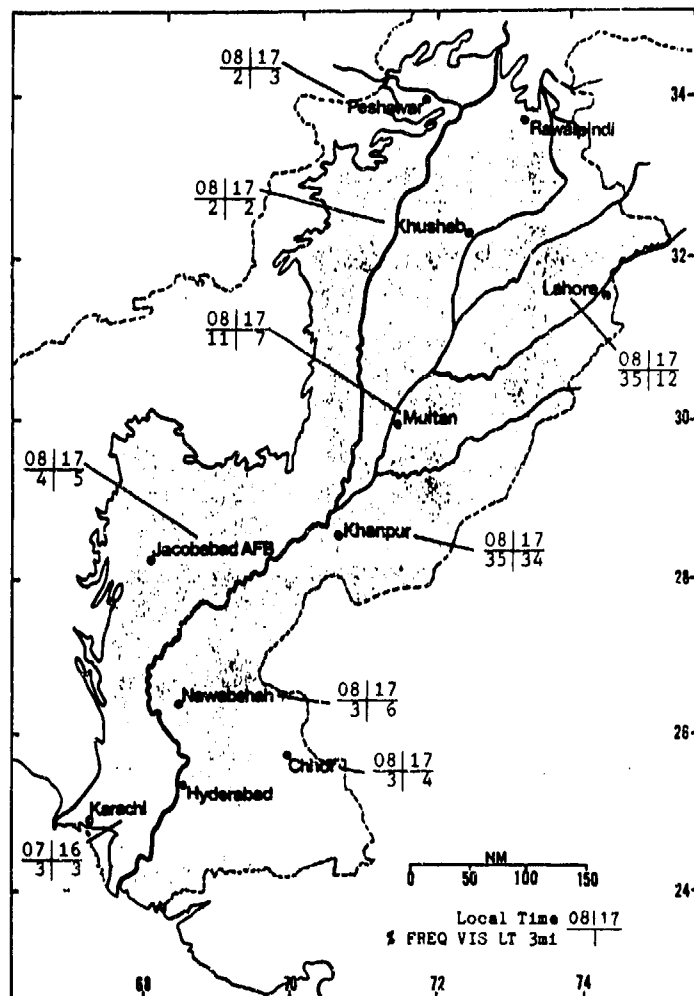 08|17
2|3
34
Peshawar
Rawalpindi
08|17
2|2
Khushab
32
Lahore
08|17
11|7
08|17
35|12
Multan
30
08|17
4|5
Khanpur
Jacobabad AFB
08|17
35|34
28
Nawabshah
08|17
3|6
Chhor
08|17
3|4
26
Hyderabad
Karachi
07|16
3|3
NM
0 50 100 150
24
Local Time 08|17
% FREQ VIS LT 3mi
68 70 72 74